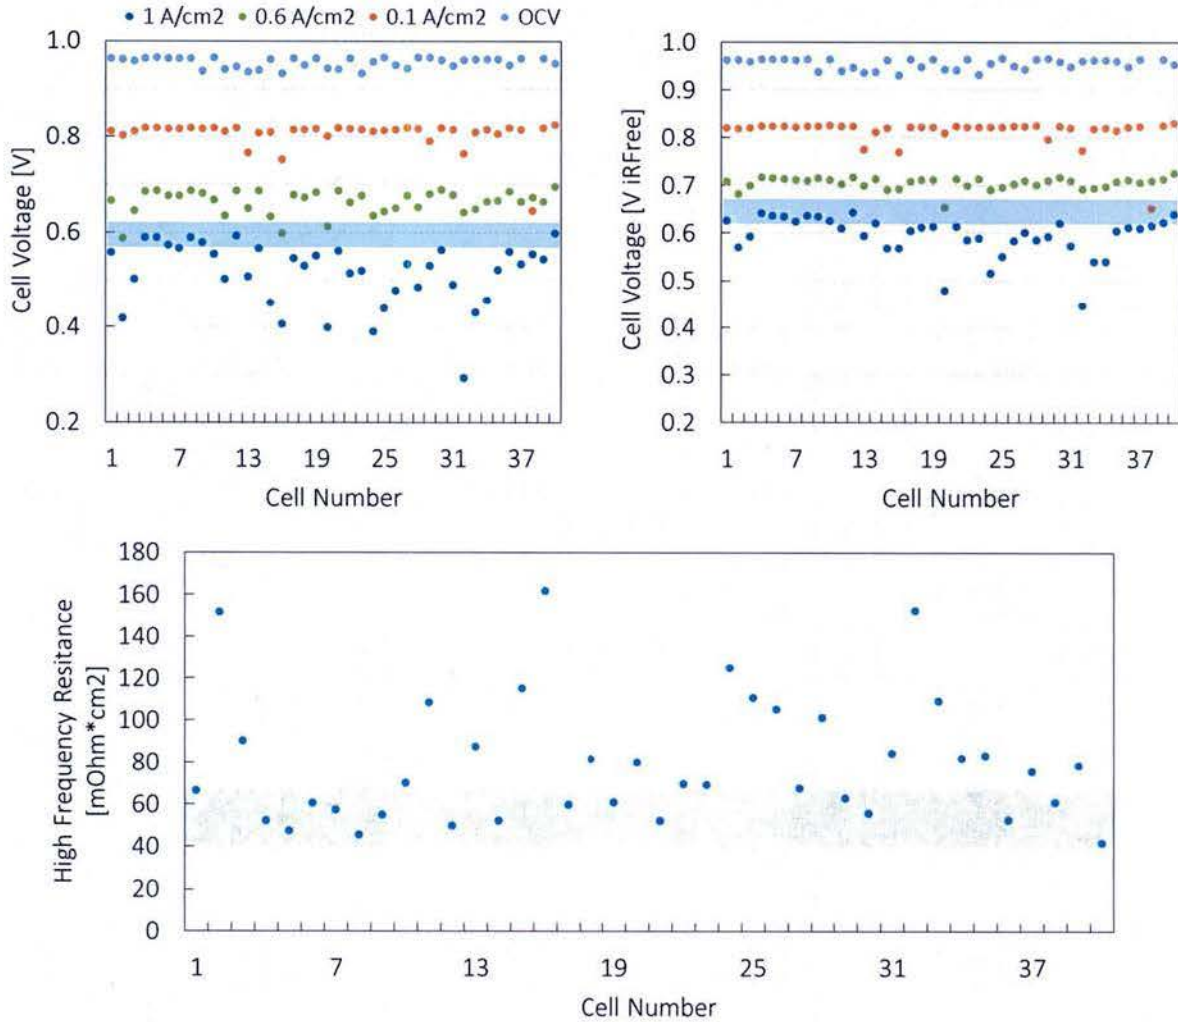 1 A/cm2 0.6 A/cm2 0.1 A/cm2 OCV
Cell Voltage [V]
1.0
0.8
0.6
0.4
0.2
1 7 13 19 25 31 37
Cell Number
Cell Voltage [V iRFree]
1.0
0.9
0.8
0.7
0.6
0.5
0.4
0.3
0.2
1 7 13 19 25 31 37
Cell Number
High Frequency Resitance
[mOhm*cm2]
180
160
140
120
100
80
60
40
20
0
1 7 13 19 25 31 37
Cell Number